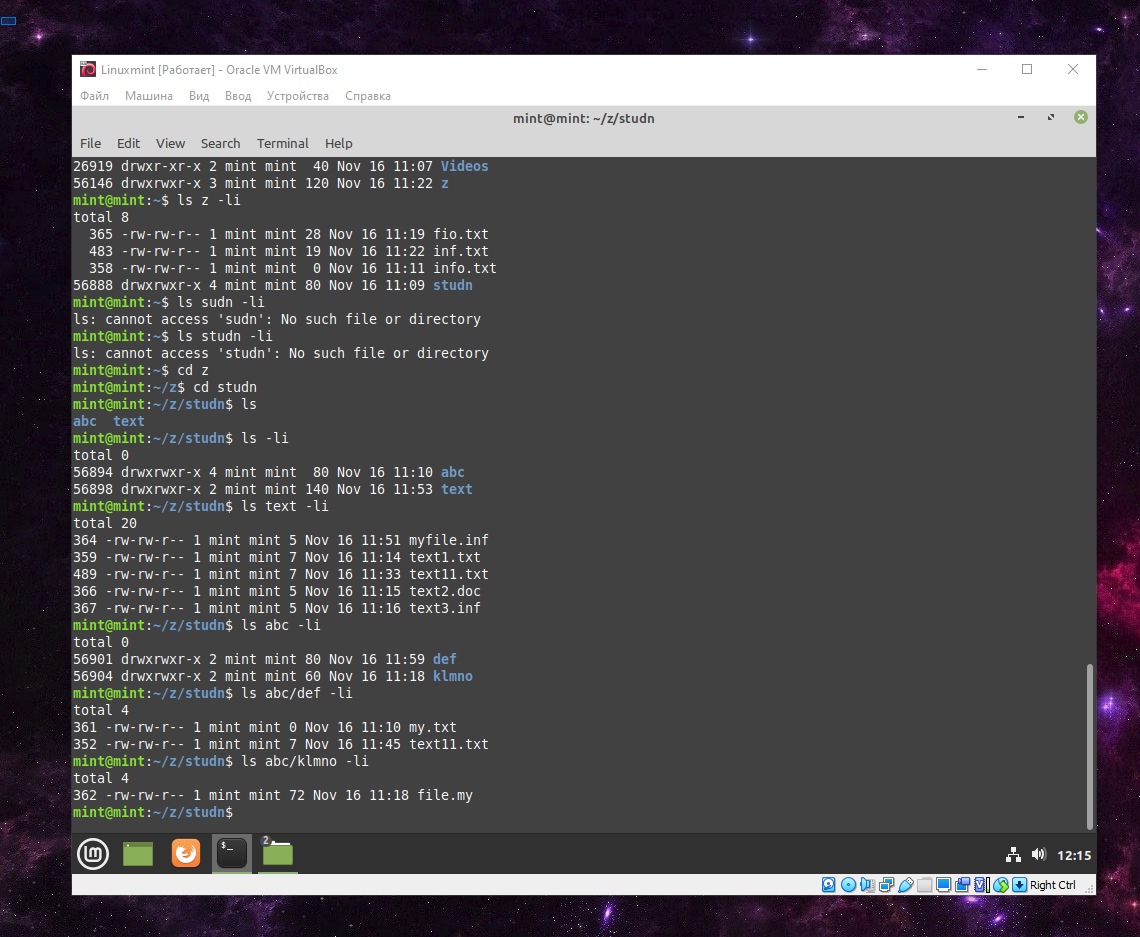 Linuxmint [Работает] - Oracle VM VirtualBox
Файл Машина Вид Ввод Устройства Справка
mint@mint: ~/z/studn
File Edit View Search Terminal Help
26919 drwxr-xr-x 2 mint mint  40 Nov 16 11:07 Videos
56146 drwxrwxr-x 3 mint mint 120 Nov 16 11:22 z
mint@mint:~$ ls z -li
total 8
  365 -rw-rw-r-- 1 mint mint 28 Nov 16 11:19 fio.txt
  483 -rw-rw-r-- 1 mint mint 19 Nov 16 11:22 inf.txt
  358 -rw-rw-r-- 1 mint mint  0 Nov 16 11:11 info.txt
56888 drwxrwxr-x 4 mint mint 80 Nov 16 11:09 studn
mint@mint:~$ ls sudn -li
ls: cannot access 'sudn': No such file or directory
mint@mint:~$ ls studn -li
ls: cannot access 'studn': No such file or directory
mint@mint:~$ cd z
mint@mint:~/z$ cd studn
mint@mint:~/z/studn$ ls
abc  text
mint@mint:~/z/studn$ ls -li
total 0
56894 drwxrwxr-x 4 mint mint  80 Nov 16 11:10 abc
56898 drwxrwxr-x 2 mint mint 140 Nov 16 11:53 text
mint@mint:~/z/studn$ ls text -li
total 20
364 -rw-rw-r-- 1 mint mint 5 Nov 16 11:51 myfile.inf
359 -rw-rw-r-- 1 mint mint 7 Nov 16 11:14 text1.txt
489 -rw-rw-r-- 1 mint mint 7 Nov 16 11:33 text11.txt
366 -rw-rw-r-- 1 mint mint 5 Nov 16 11:15 text2.doc
367 -rw-rw-r-- 1 mint mint 5 Nov 16 11:16 text3.inf
mint@mint:~/z/studn$ ls abc -li
total 0
56901 drwxrwxr-x 2 mint mint 80 Nov 16 11:59 def
56904 drwxrwxr-x 2 mint mint 60 Nov 16 11:18 klmno
mint@mint:~/z/studn$ ls abc/def -li
total 4
361 -rw-rw-r-- 1 mint mint 0 Nov 16 11:10 my.txt
352 -rw-rw-r-- 1 mint mint 7 Nov 16 11:45 text11.txt
mint@mint:~/z/studn$ ls abc/klmno -li
total 4
362 -rw-rw-r-- 1 mint mint 72 Nov 16 11:18 file.my
mint@mint:~/z/studn$
2
12:15
Right Ctrl